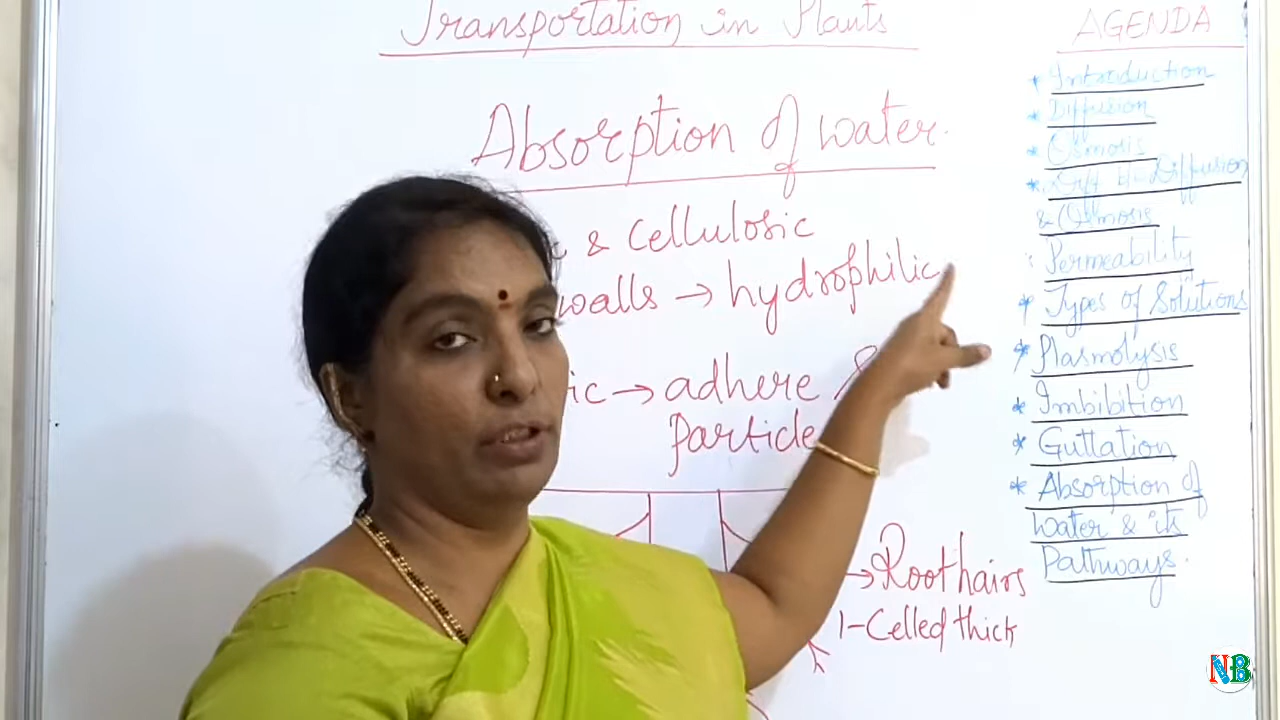 Transportation in Plants
Absorption of water.
& Cellulosic
walls → hydrophilic
ic → adhere
particle
→ Root hairs
1-Celled thick
AGENDA
* Introduction
* Diffusion
* Osmosis
* Diff b/w Diffusion
& Osmosis
Permeability
* Types of Solutions
* Plasmolysis
* Imbibition
* Guttation
* Absorption of
Water & its
Pathways.
NB